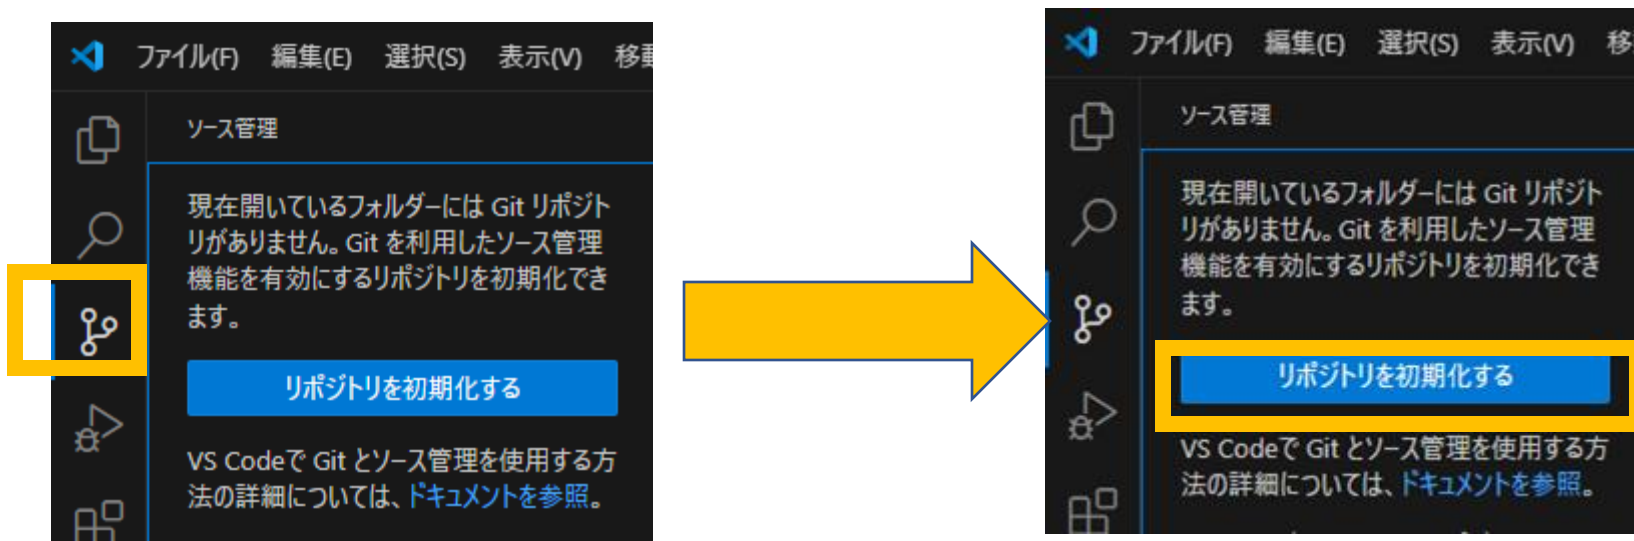 ファイル(F) 編集(E) 選択(S) 表示(V) 移動
ソース管理
現在開いているフォルダーには Git リポジト
リがありません。Git を利用したソース管理
機能を有効にするリポジトリを初期化でき
ます。
リポジトリを初期化する
VS Codeで Git とソース管理を使用する方
法の詳細については、ドキュメントを参照。
ファイル(F) 編集(E) 選択(S) 表示(V) 移
ソース管理
現在開いているフォルダーには Git リポジト
リがありません。Git を利用したソース管理
機能を有効にするリポジトリを初期化でき
ます。
リポジトリを初期化する
VS Codeで Git とソース管理を使用する方
法の詳細については、ドキュメントを参照。